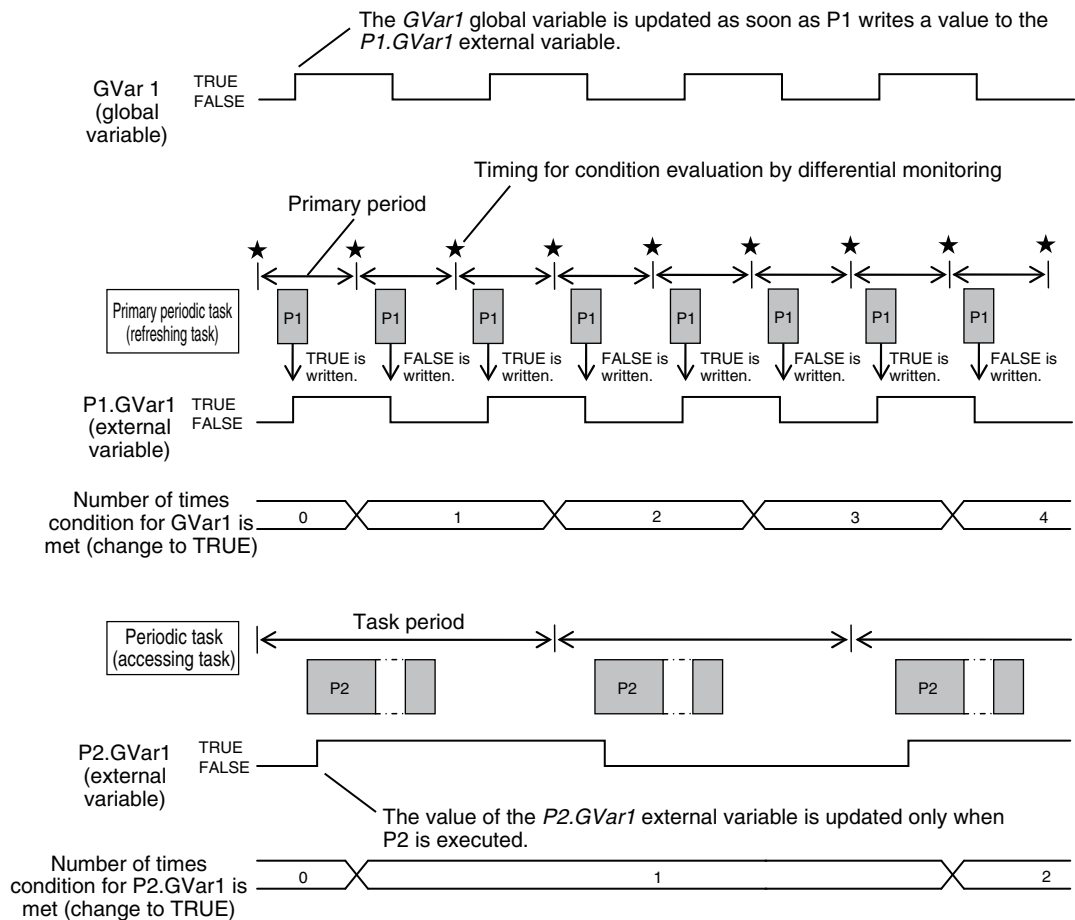 The GVar1 global variable is updated as soon as P1 writes a value to the
P1.GVar1 external variable.
GVar 1
(global
variable)
TRUE
FALSE
Timing for condition evaluation by differential monitoring
Primary period
★ ★ ★ ★ ★ ★ ★ ★ ★
Primary periodic task
(refreshing task)
P1 P1 P1 P1 P1 P1 P1 P1
TRUE is
written.
FALSE is
written.
TRUE is
written.
FALSE is
written.
TRUE is
written.
FALSE is
written.
TRUE is
written.
FALSE is
written.
P1.GVar1
(external
variable)
TRUE
FALSE
Number of times
condition for GVar1 is
met (change to TRUE)
0 1 2 3 4
Periodic task
(accessing task)
Task period
P2 P2 P2
P2.GVar1
(external
variable)
TRUE
FALSE
The value of the P2.GVar1 external variable is updated only when
P2 is executed.
Number of times
condition for P2.GVar1 is
met (change to TRUE)
0 1 2